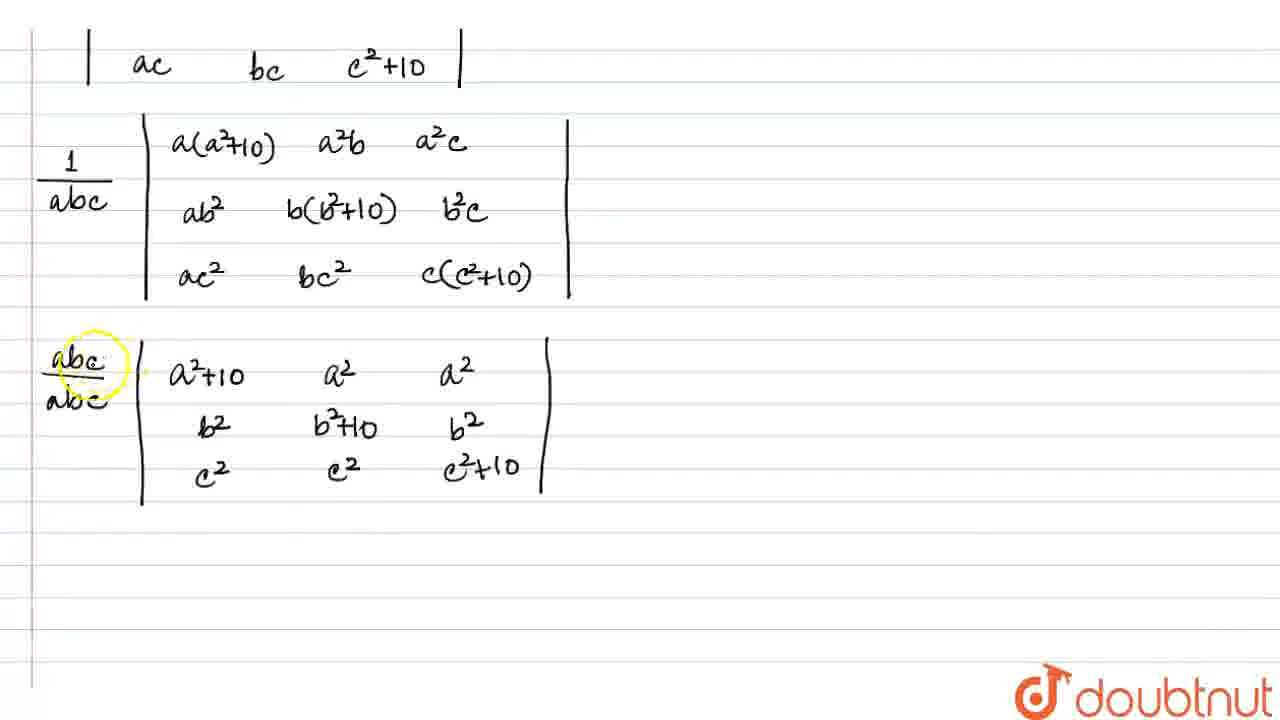 | ac bc c²+10 |
1/abc | a(a²+10) a²b a²c |
| ab² b(b²+10) b²c |
| ac² bc² c(c²+10) |
abc/abc | a²+10 a² a² |
| b² b²+10 b² |
| c² c² c²+10 |
doubtnut